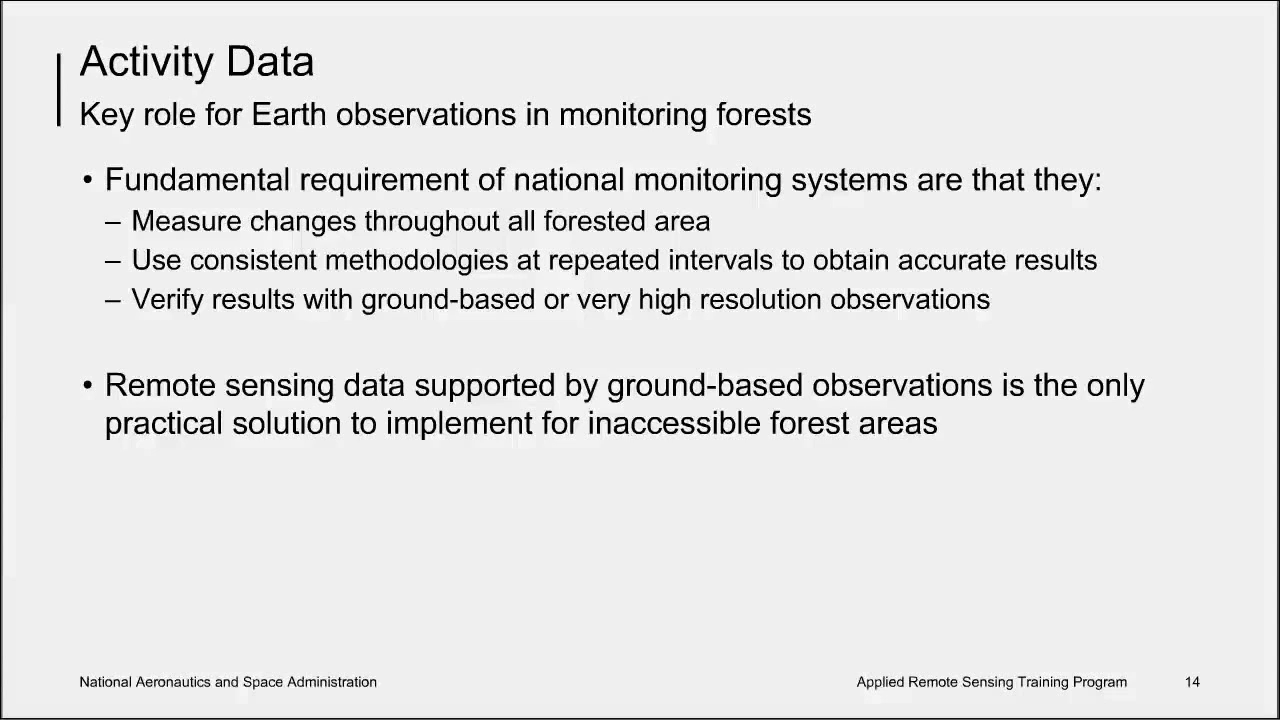 Activity Data
Key role for Earth observations in monitoring forests
• Fundamental requirement of national monitoring systems are that they:
– Measure changes throughout all forested area
– Use consistent methodologies at repeated intervals to obtain accurate results
– Verify results with ground-based or very high resolution observations
• Remote sensing data supported by ground-based observations is the only
practical solution to implement for inaccessible forest areas
National Aeronautics and Space Administration
Applied Remote Sensing Training Program
14